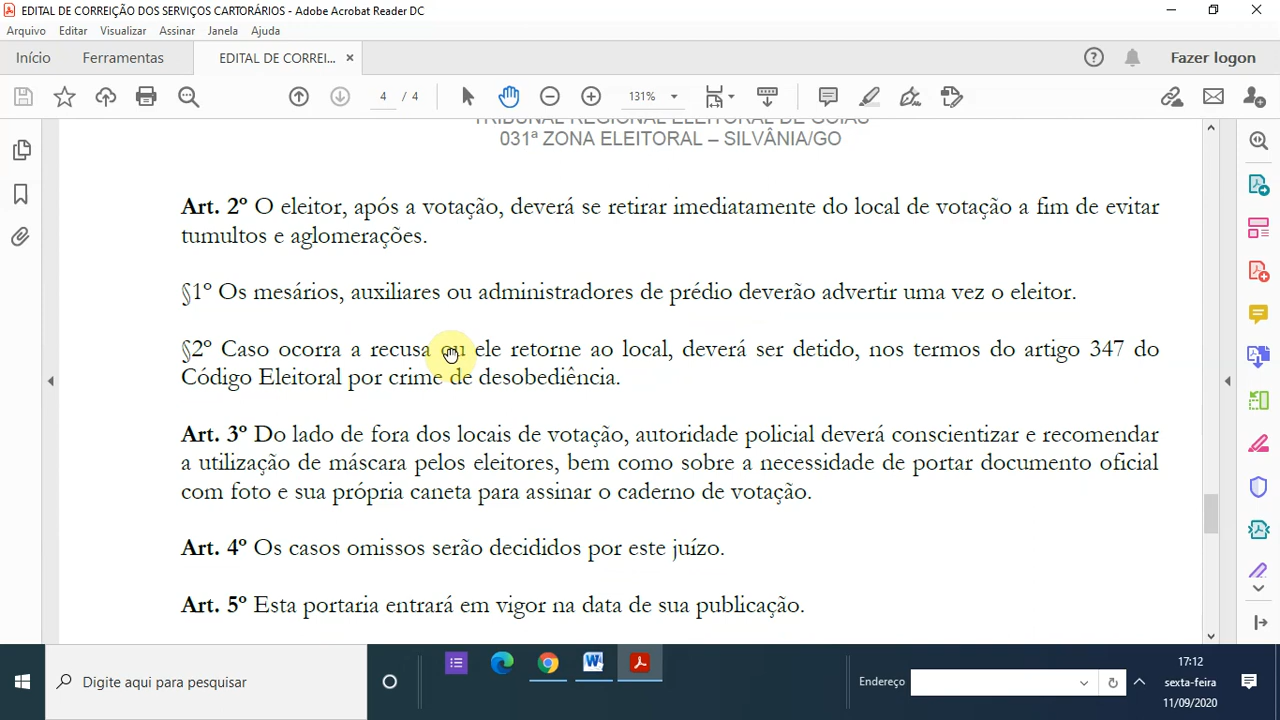 EDITAL DE CORREIÇÃO DOS SERVIÇOS CARTORÁRIOS - Adobe Acrobat Reader DC
Arquivo Editar Visualizar Assinar Janela Ajuda
Início Ferramentas EDITAL DE CORREI... × Fazer logon
4 / 4 131%
TRIBUNAL REGIONAL ELEITORAL DE GOIÁS
031ª ZONA ELEITORAL – SILVÂNIA/GO
Art. 2º O eleitor, após a votação, deverá se retirar imediatamente do local de votação a fim de evitar
tumultos e aglomerações.
§1º Os mesários, auxiliares ou administradores de prédio deverão advertir uma vez o eleitor.
§2º Caso ocorra a recusa ou ele retorne ao local, deverá ser detido, nos termos do artigo 347 do
Código Eleitoral por crime de desobediência.
Art. 3º Do lado de fora dos locais de votação, autoridade policial deverá conscientizar e recomendar
a utilização de máscara pelos eleitores, bem como sobre a necessidade de portar documento oficial
com foto e sua própria caneta para assinar o caderno de votação.
Art. 4º Os casos omissos serão decididos por este juízo.
Art. 5º Esta portaria entrará em vigor na data de sua publicação.
Digite aqui para pesquisar
Endereço
17:12
sexta-feira
11/09/2020